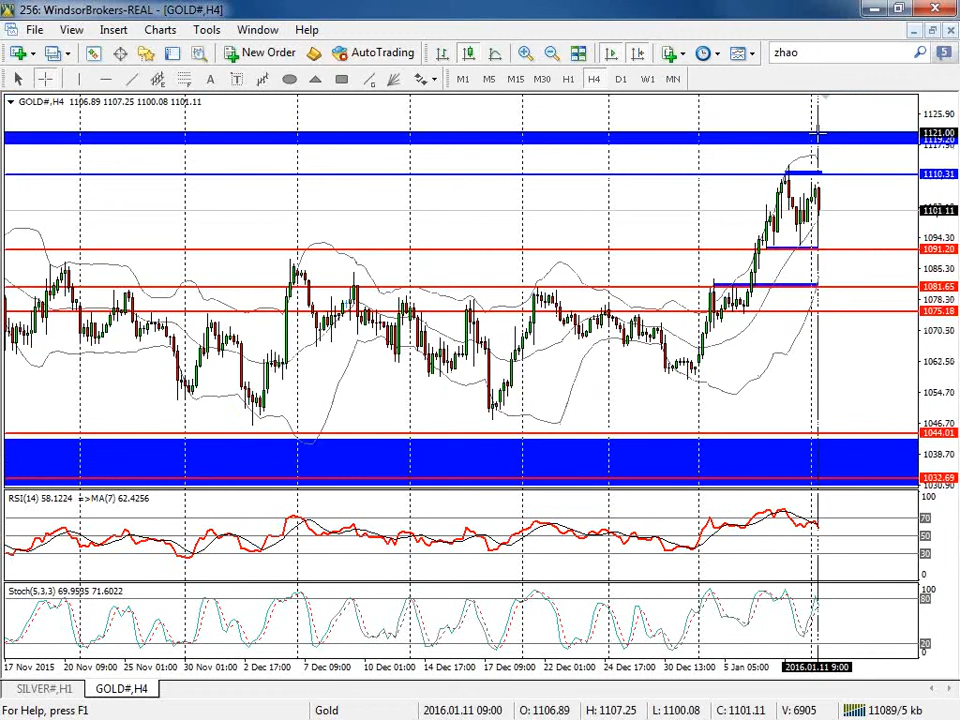 256: WindsorBrokers-REAL - [GOLD#,H4]
File View Insert Charts Tools Window Help
New Order AutoTrading zhao 5
A T M1 M5 M15 M30 H1 H4 D1 W1 MN
GOLD#,H4 1106.89 1107.25 1100.08 1101.11
1125.90
1121.00
1110.31
1101.11
1094.30
1091.20
1085.30
1081.65
1078.30
1075.18
1070.30
1062.50
1054.70
1046.70
1044.01
1038.70
1032.69
1030.90
RSI(14) 58.1224 =>MA(7) 62.4256
100
70
50
30
0
Stoch(5,3,3) 69.9535 71.6022
100
80
20
0
17 Nov 2015 20 Nov 09:00 25 Nov 01:00 30 Nov 01:00 2 Dec 17:00 7 Dec 09:00 10 Dec 01:00 14 Dec 17:00 17 Dec 09:00 22 Dec 01:00 24 Dec 17:00 30 Dec 13:00 5 Jan 05:00 2016.01.11 9:00
SILVER#,H1 GOLD#,H4
For Help, press F1 Gold 2016.01.11 09:00 O: 1106.89 H: 1107.25 L: 1100.08 C: 1101.11 V: 6905 11089/5 kb